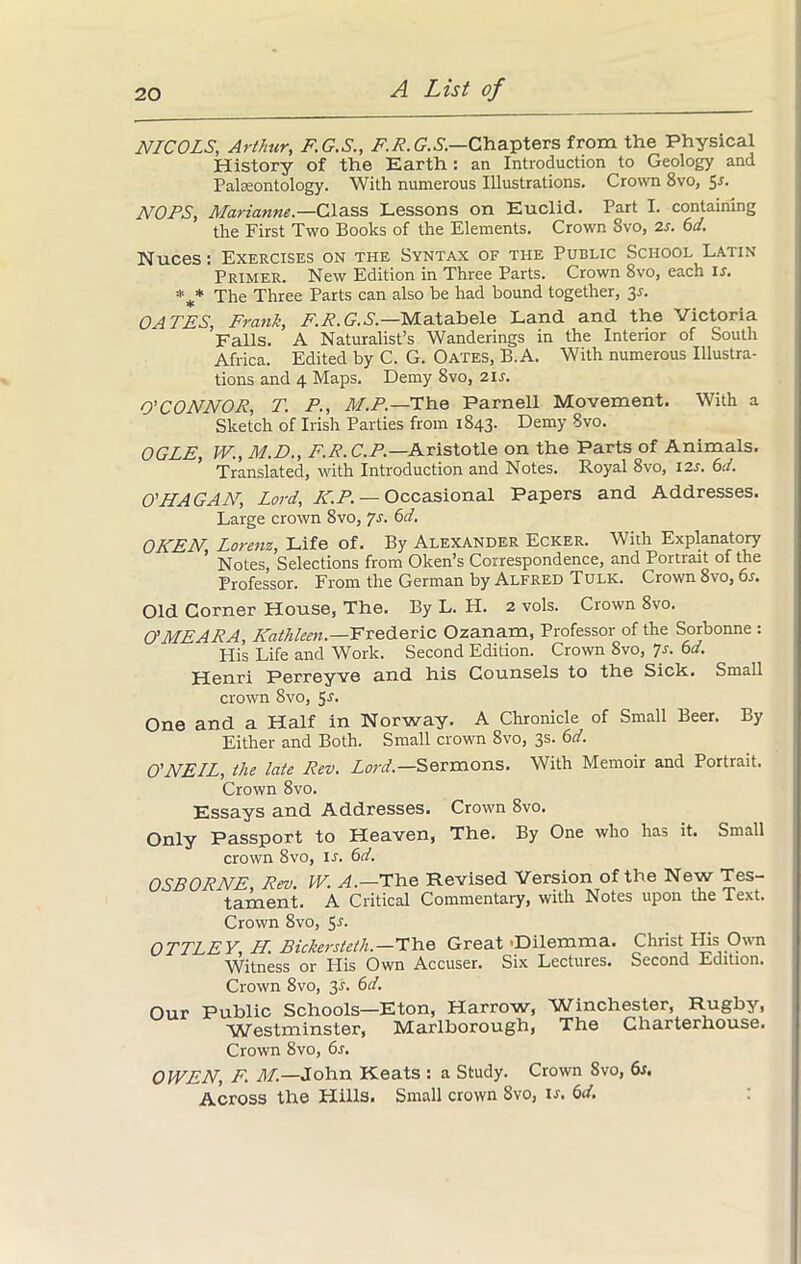 20 A List of
NICOLS, Arthur, F.G.S., F.R.G.S.—Chapters from the Physical
History of the Earth: an Introduction to Geology and
Palæontology. With numerous Illustrations. Crown 8vo, 5s.
NOPS, Marianne.—Class Lessons on Euclid. Part I. containing
the First Two Books of the Elements. Crown 8vo, 2s. 6d.
Nuces: EXERCISES ON THE SYNTAX OF THE PUBLIC SCHOOL LATIN
PRIMER. New Edition in Three Parts. Crown 8vo, each 1s.
*** The Three Parts can also be had bound together, 3s.
OATES, Frank, F.R.G.S.—Matabele Land and the Victoria
Falls. A Naturalist's Wanderings in the Interior of South
Africa. Edited by C. G. OATES, B.A. With numerous Illustra-
tions and 4 Maps. Demy 8vo, 21s.
O'CONNOR, T. P., M.P.—The Parnell Movement. With a
Sketch of Irish Parties from 1843. Demy 8vo.
OGLE, W., M.D., F.R.C.P.—Aristotle on the Parts of Animals.
Translated, with Introduction and Notes. Royal 8vo, 12s. 6d.
O'HAGAN, Lord, K.P. — Occasional Papers and Addresses.
Large crown 8vo, 7s. 6d.
OKEN, Lorenz, Life of. By ALEXANDER ECKER. With Explanatory
Notes, Selections from Oken's Correspondence, and Portrait of the
Professor. From the German by ALFRED TULK. Crown 8vo, 6s.
Old Corner House, The. By L. H. 2 vols. Crown 8vo.
O'MEARA, Kathleen.—Frederic Ozanam, Professor of the Sorbonne :
His Life and Work. Second Edition. Crown 8vo, 7s. 6d.
Henri Perreyve and his Counsels to the Sick. Small
crown 8vo, 5s.
One and a Half in Norway. A Chronicle of Small Beer. By
Either and Both. Small crown 8vo, 3s. 6d.
O'NEIL, the late Rev. Lord.—Sermons. With Memoir and Portrait.
Crown 8vo.
Essays and Addresses. Crown 8vo.
Only Passport to Heaven, The. By One who has it. Small
crown 8vo, 1s. 6d.
OSBORNE, Rev. W. A.—The Revised Version of the New Tes-
tament. A Critical Commentary, with Notes upon the Text.
Crown 8vo, 5s.
OTTLEY, H. Bickersteth.—The Great Dilemma. Christ His Own
Witness or His Own Accuser. Six Lectures. Second Edition.
Crown 8vo, 3s. 6d.
Our Public Schools—Eton, Harrow, Winchester, Rugby,
Westminster, Marlborough, The Charterhouse.
Crown 8vo, 6s.
OWEN, F. M.—John Keats : a Study. Crown 8vo, 6s.
Across the Hills. Small crown 8vo, 1s. 6d.